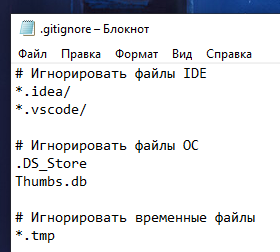 .gitignore – Блокнот
Файл Правка Формат Вид Справка
# Игнорировать файлы IDE
*.idea/
*.vscode/

# Игнорировать файлы ОС
.DS_Store
Thumbs.db

# Игнорировать временные файлы
*.tmp